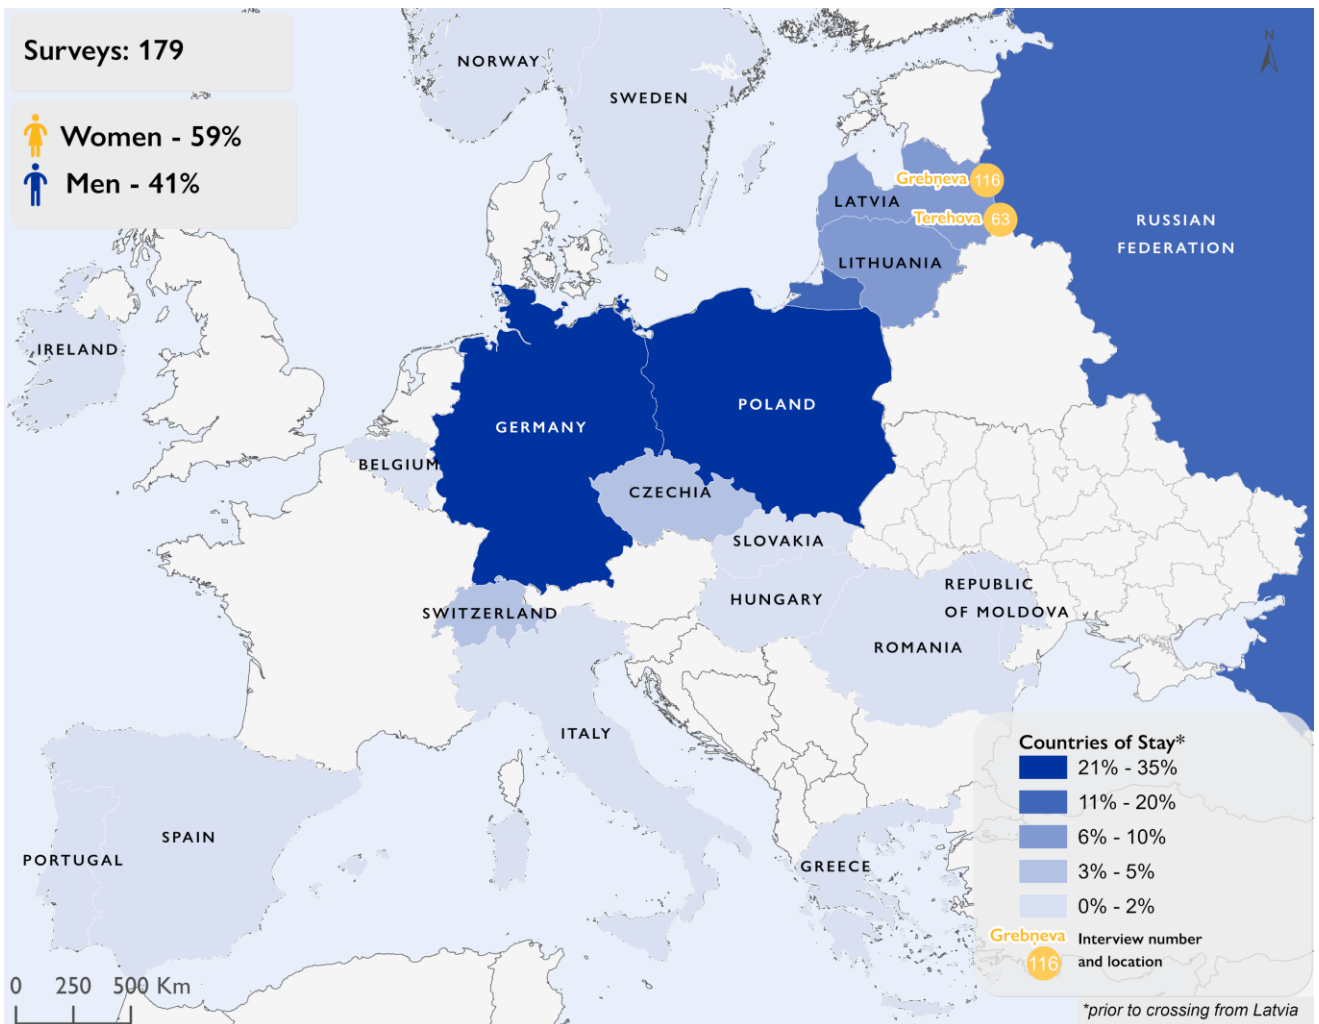 Surveys: 179
Women - 59%
Men - 41%
N
NORWAY
SWEDEN
Grebņeva 116
LATVIA
Terehova 63
RUSSIAN
FEDERATION
LITHUANIA
IRELAND
POLAND
GERMANY
BELGIUM
CZECHIA
SLOVAKIA
REPUBLIC
OF MOLDOVA
HUNGARY
SWITZERLAND
ROMANIA
ITALY
SPAIN
PORTUGAL
GREECE
Countries of Stay*
21% - 35%
11% - 20%
6% - 10%
3% - 5%
0% - 2%
Grebņeva
116
Interview number
and location
0 250 500 Km
*prior to crossing from Latvia